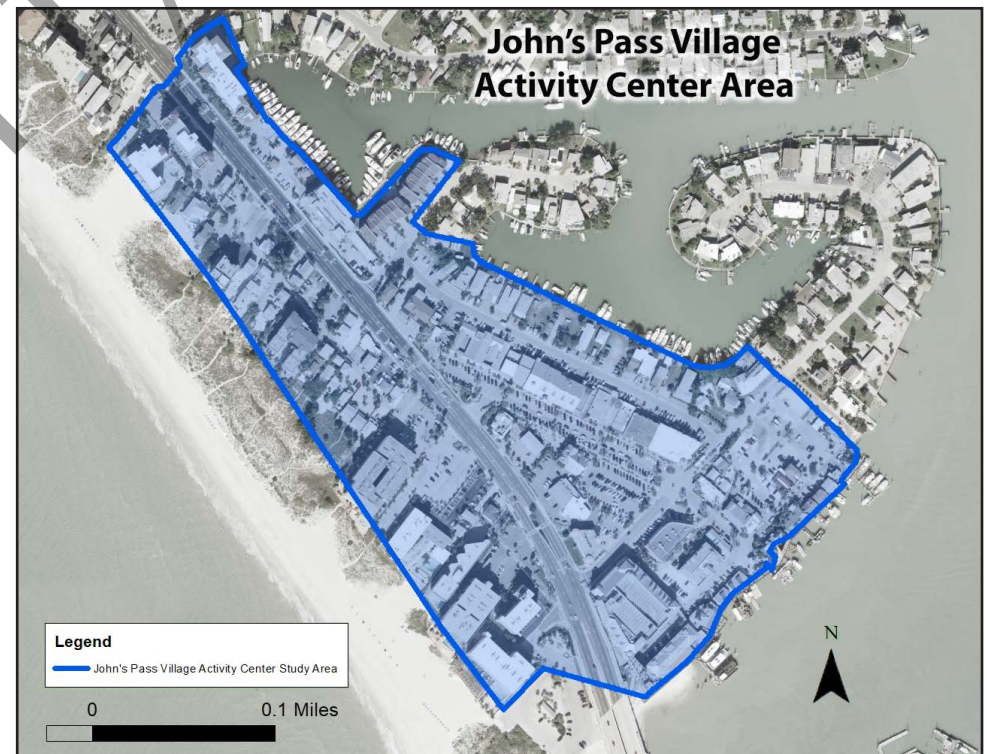 John's Pass Village
Activity Center Area
N
Legend
John's Pass Village Activity Center Study Area
0 0.1 Miles